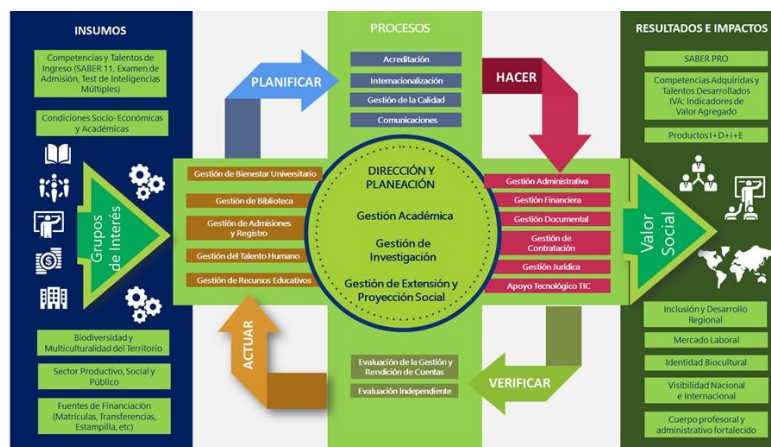 INSUMOS
Competencias y Talentos de
Ingreso (SABER 11. Examen de
Admisión, Test de Inteligencias
Múltiples)
Condiciones Socio-Económicas
y Académicas
Grupos
de Interés
Biodiversidad y
Multiculturalidad del Territorio
Sector Productivo, Social y
Público
Fuentes de Financiación
(Matrículas, Transferencias,
Estampilla, etc)
PROCESOS
PLANIFICAR
Acreditación
Internacionalización
Gestión de la Calidad
Comunicaciones
HACER
Gestión de Bienestar Universitario
Gestión de Biblioteca
Gestión de Admisiones
y Registro
Gestión del Talento Humano
Gestión de Recursos Educativos
DIRECCIÓN Y
PLANEACIÓN
Gestión Académica
Gestión de
Investigación
Gestión de Extensión y
Proyección Social
Gestión Administrativa
Gestión Financiera
Gestión Documental
Gestión de
Contratación
Gestión Jurídica
Apoyo Tecnológico TIC
ACTUAR
Evaluación de la Gestión y
Rendición de Cuentas
Evaluación Independiente
VERIFICAR
RESULTADOS E IMPACTOS
SABER PRO
Competencias Adquiridas y
Talentos Desarrollados
IVA: Indicadores de
Valor Agregado
Productos I+D+i+E
Valor
Social
Inclusión y Desarrollo
Regional
Mercado Laboral
Identidad Biocultural
Visibilidad Nacional
e Internacional
Cuerpo profesoral y
administrativo fortalecido